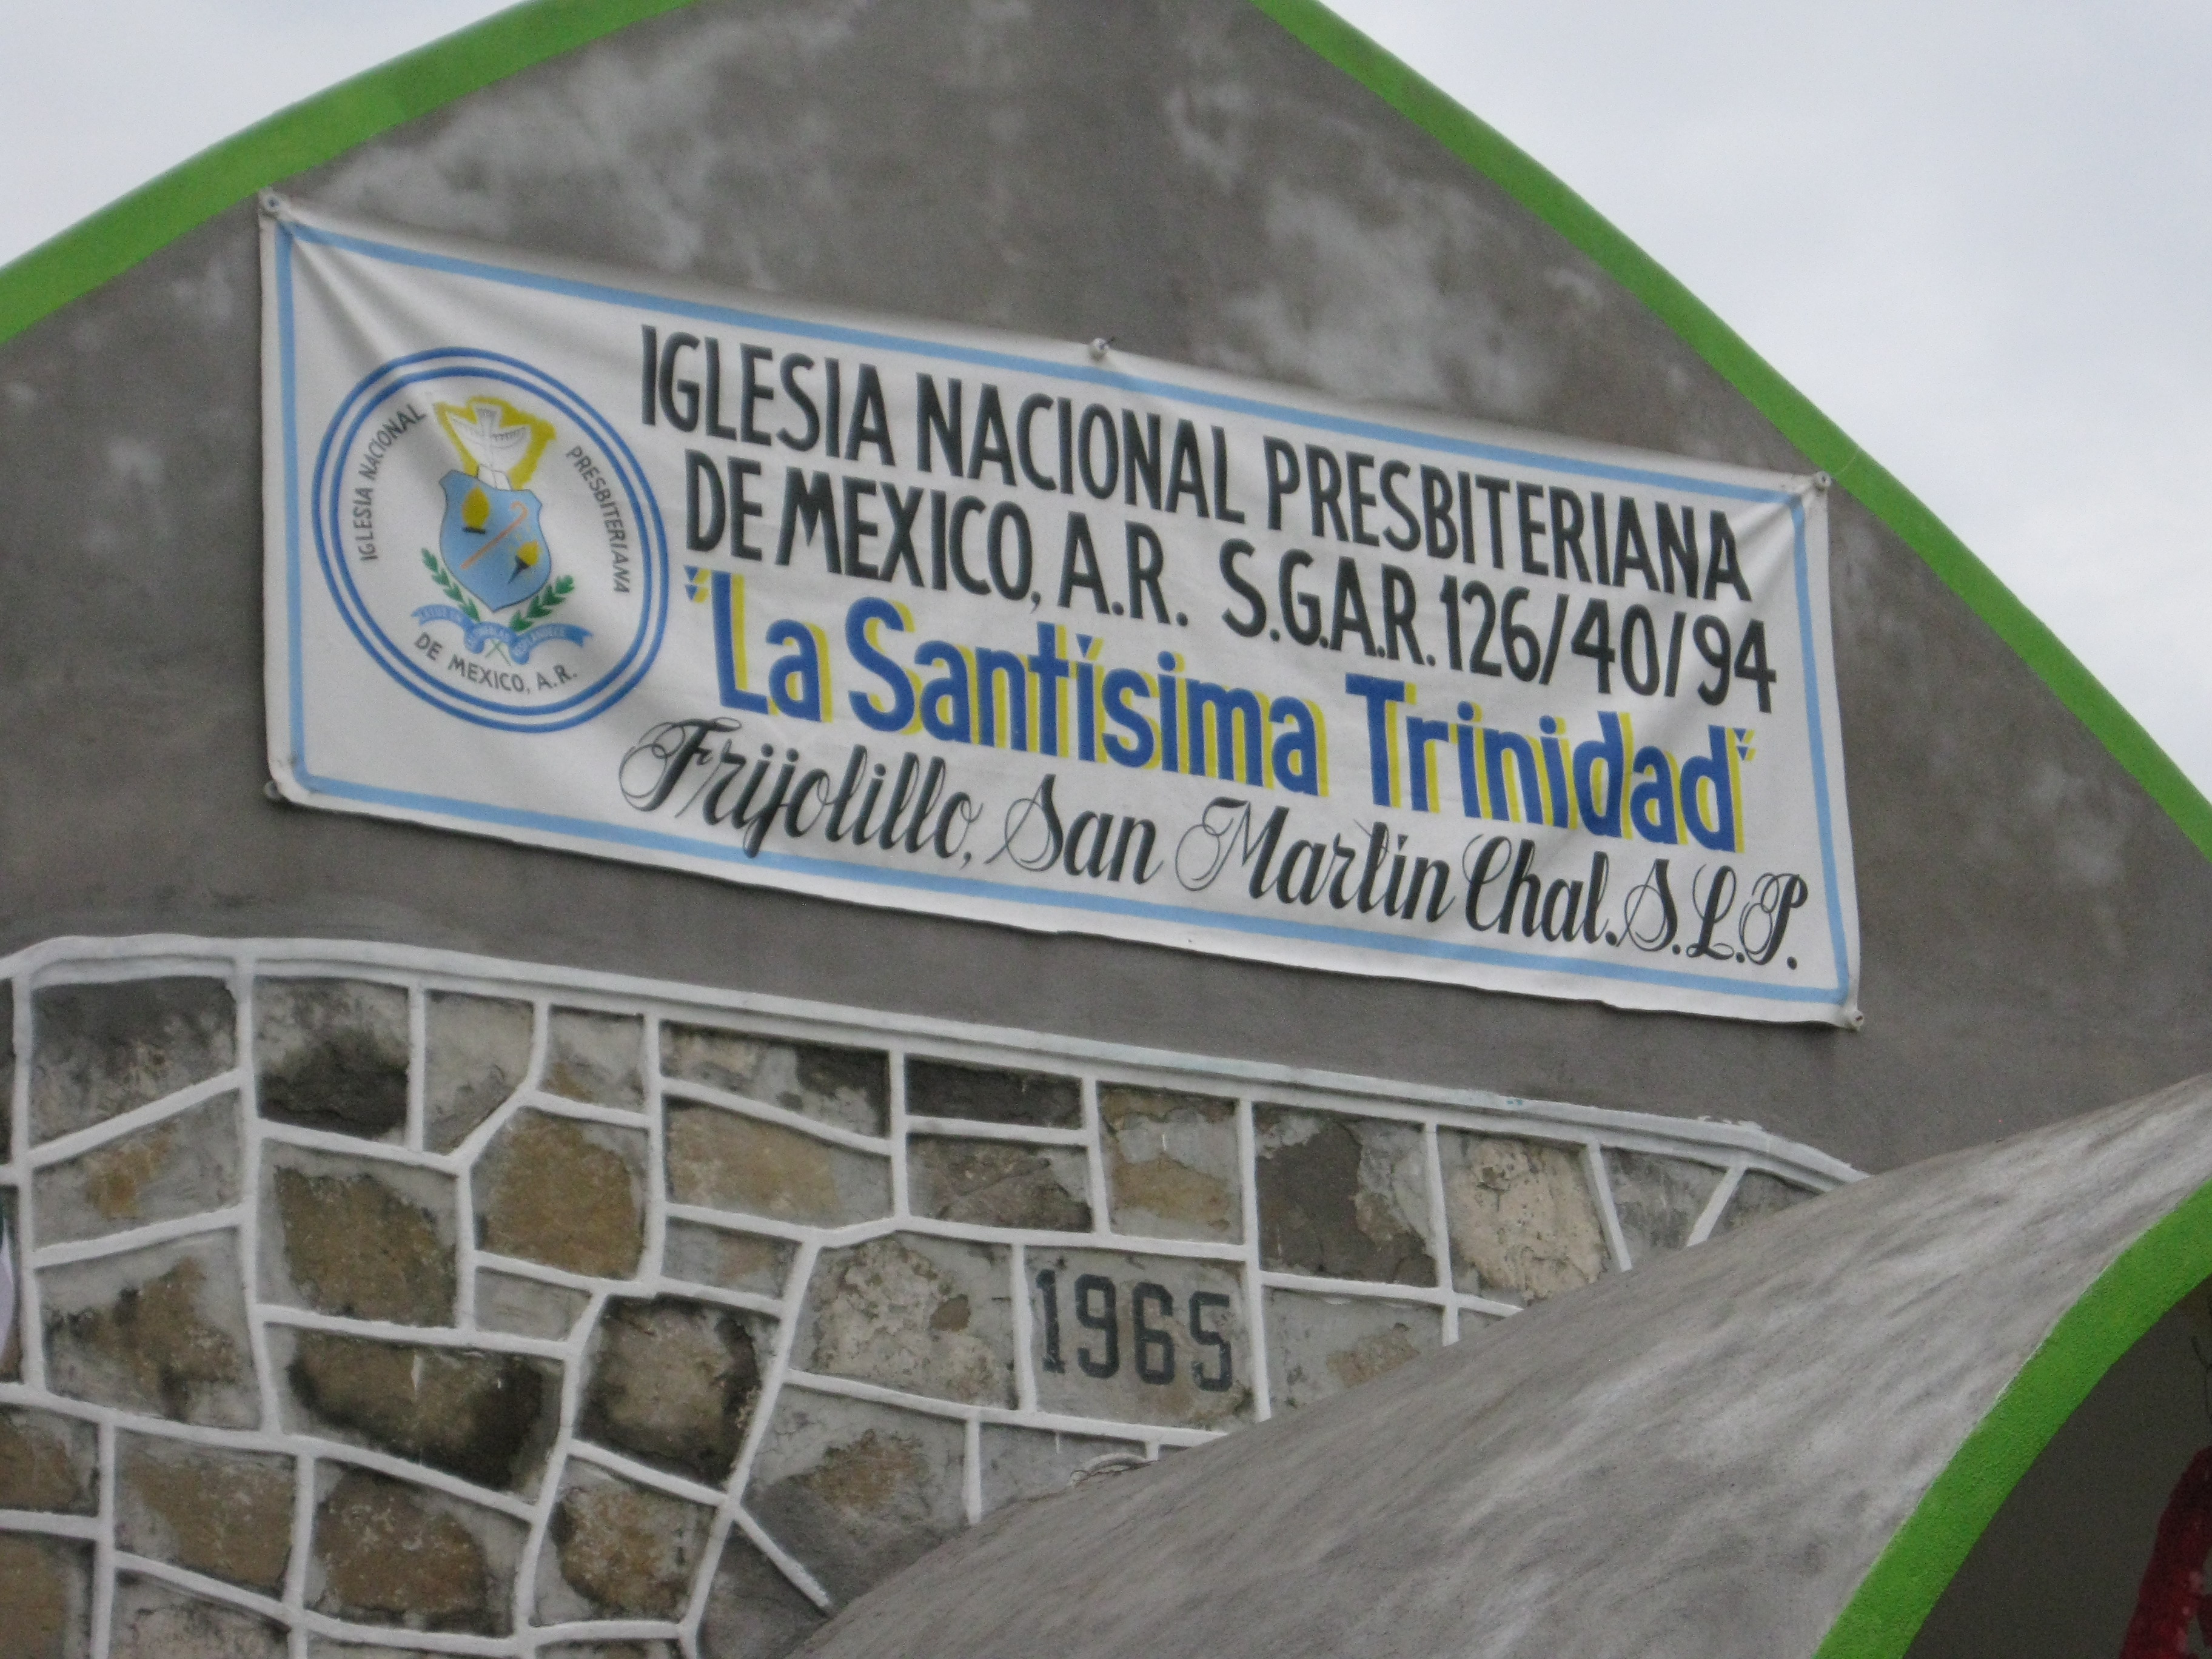 IGLESIA NACIONAL PRESBITERIANA
DE MEXICO, A.R. S.G.A.R. 126/40/94
"La Santísima Trinidad"
Frijolillo, San Martín Chal. S.L.P.
IGLESIA NACIONAL PRESBITERIANA
DE MEXICO, A.R.
1965